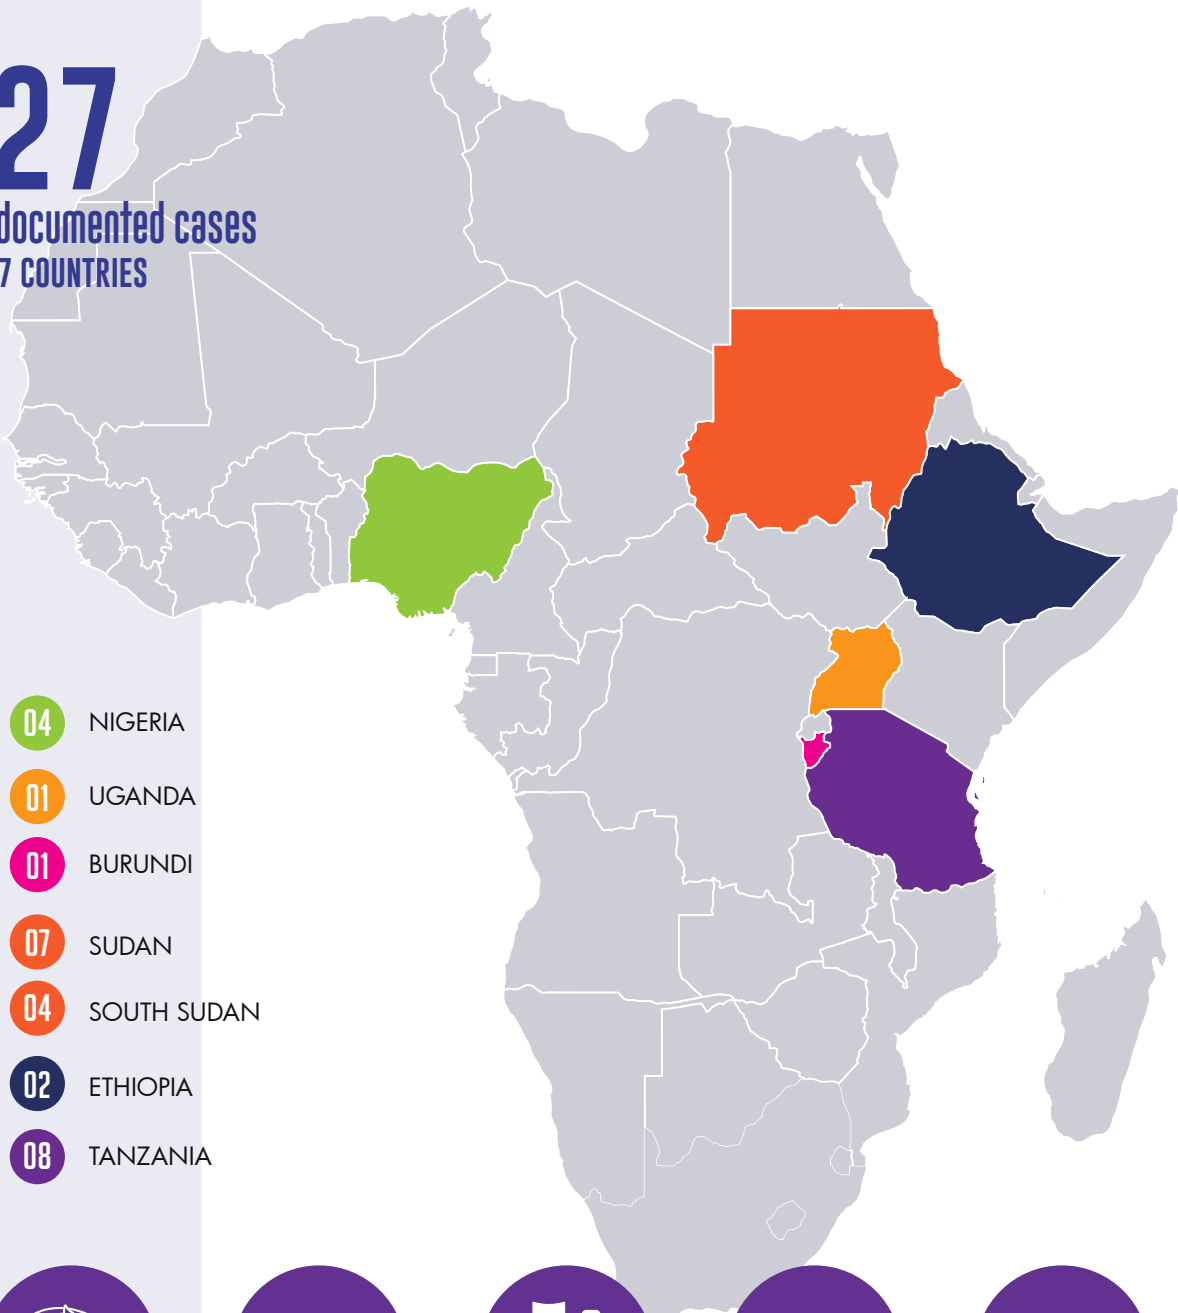 27
documented cases
7 COUNTRIES
04 NIGERIA
01 UGANDA
01 BURUNDI
07 SUDAN
04 SOUTH SUDAN
02 ETHIOPIA
08 TANZANIA